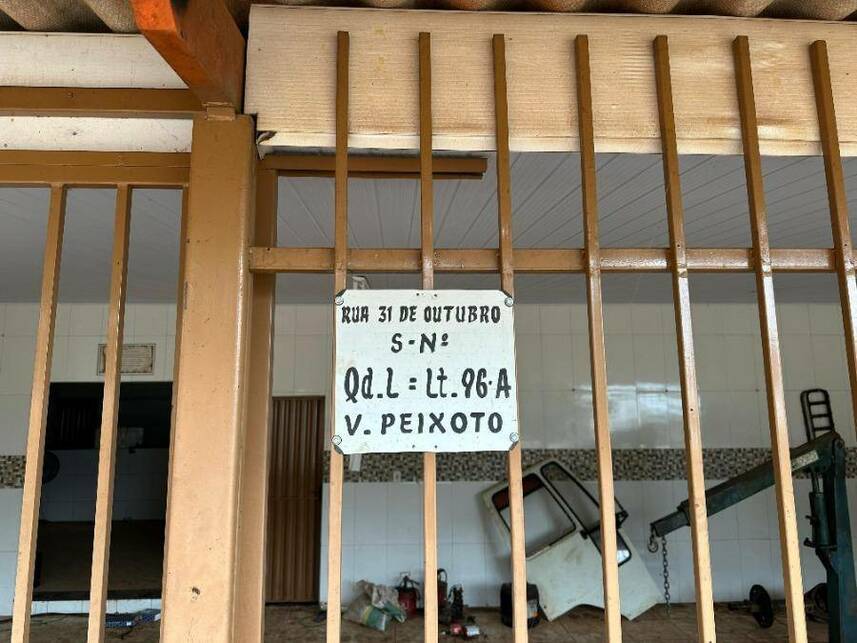 RUA 31 DE OUTUBRO
S-Nº
Qd.L = Lt.96-A
V. PEIXOTO